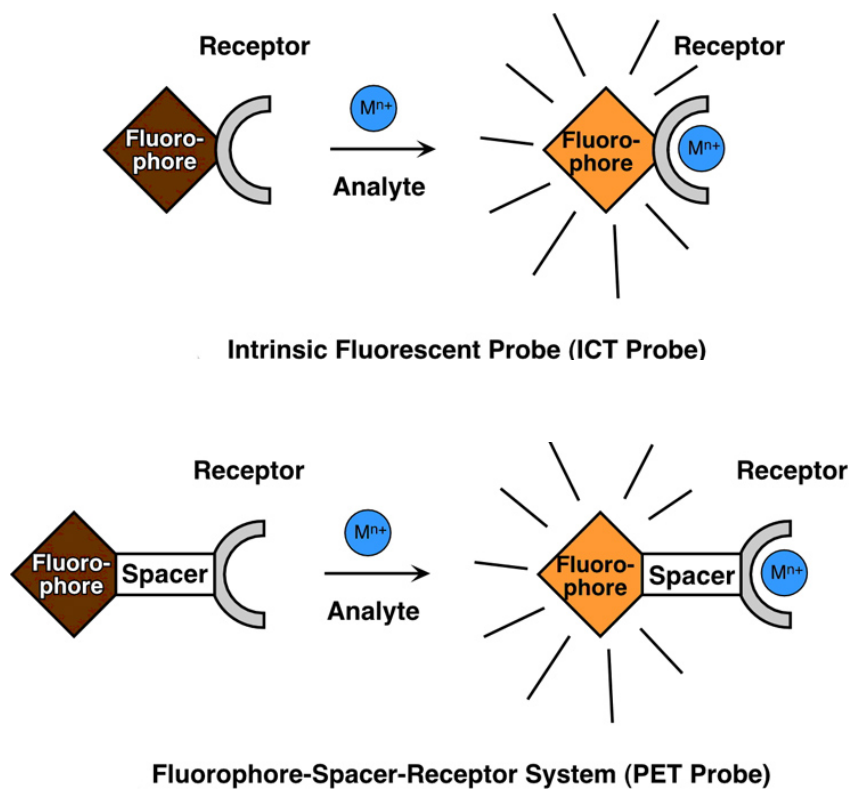 Receptor
Receptor
Fluoro-
phore
Mⁿ⁺
Analyte
Fluoro-
phore
Mⁿ⁺
Intrinsic Fluorescent Probe (ICT Probe)
Receptor
Receptor
Fluoro-
phore
Spacer
Mⁿ⁺
Analyte
Fluoro-
phore
Spacer
Mⁿ⁺
Fluorophore-Spacer-Receptor System (PET Probe)